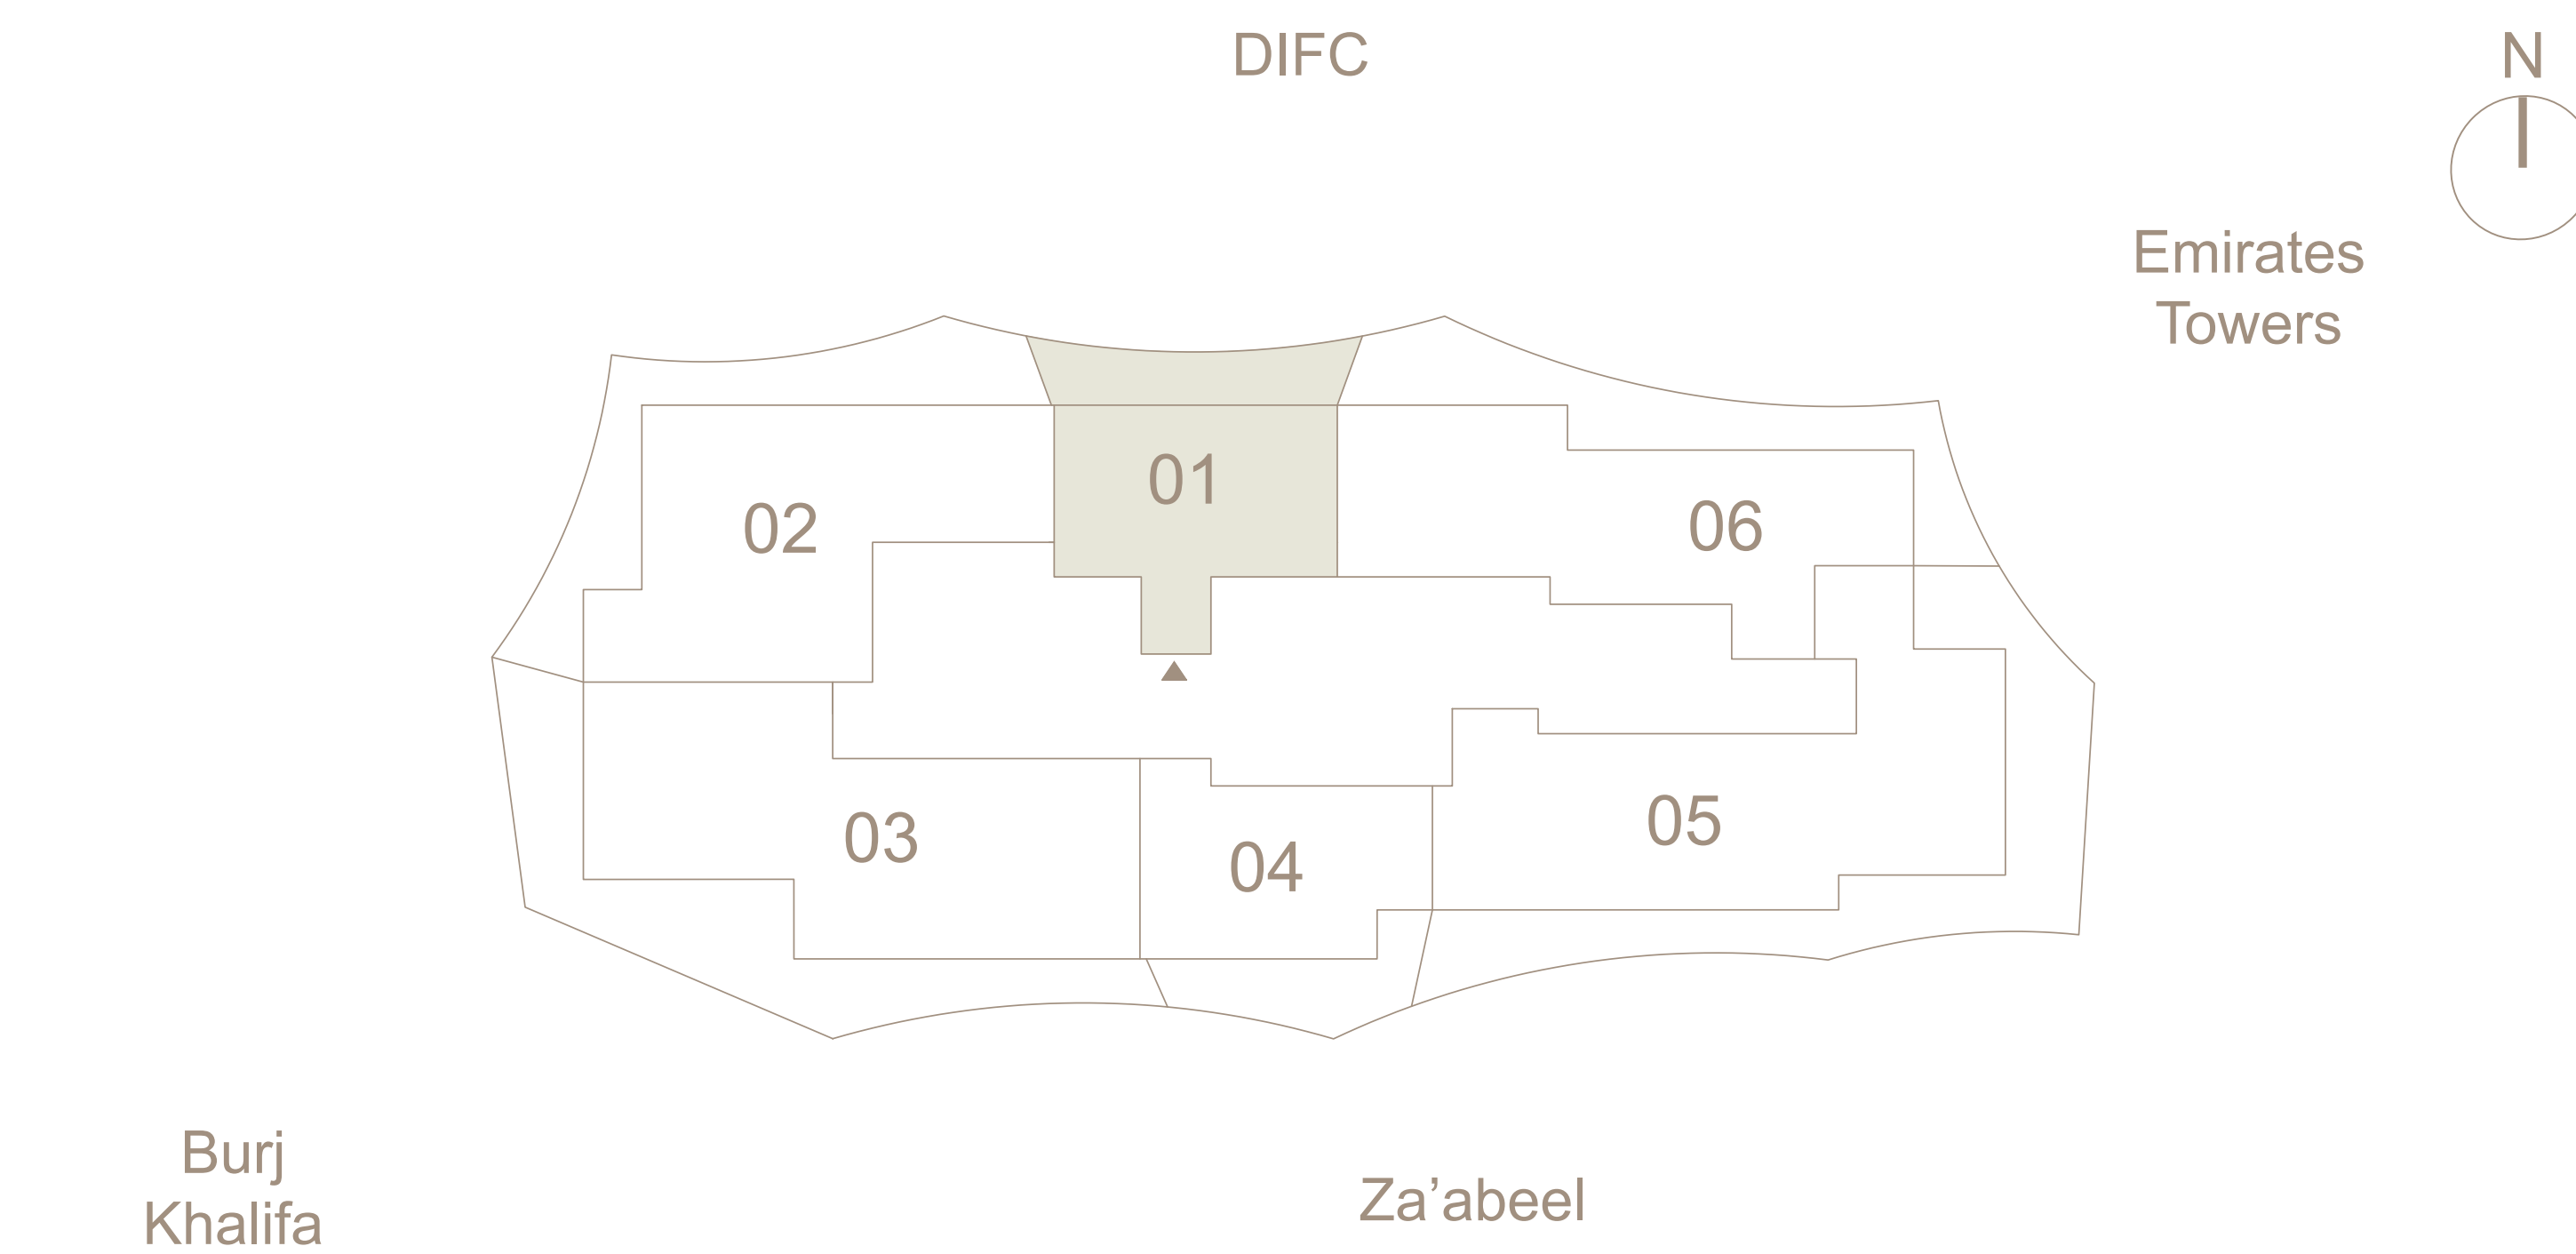 DIFC
N
Emirates
Towers
01
02
06
03
04
05
Burj
Khalifa
Za’abeel